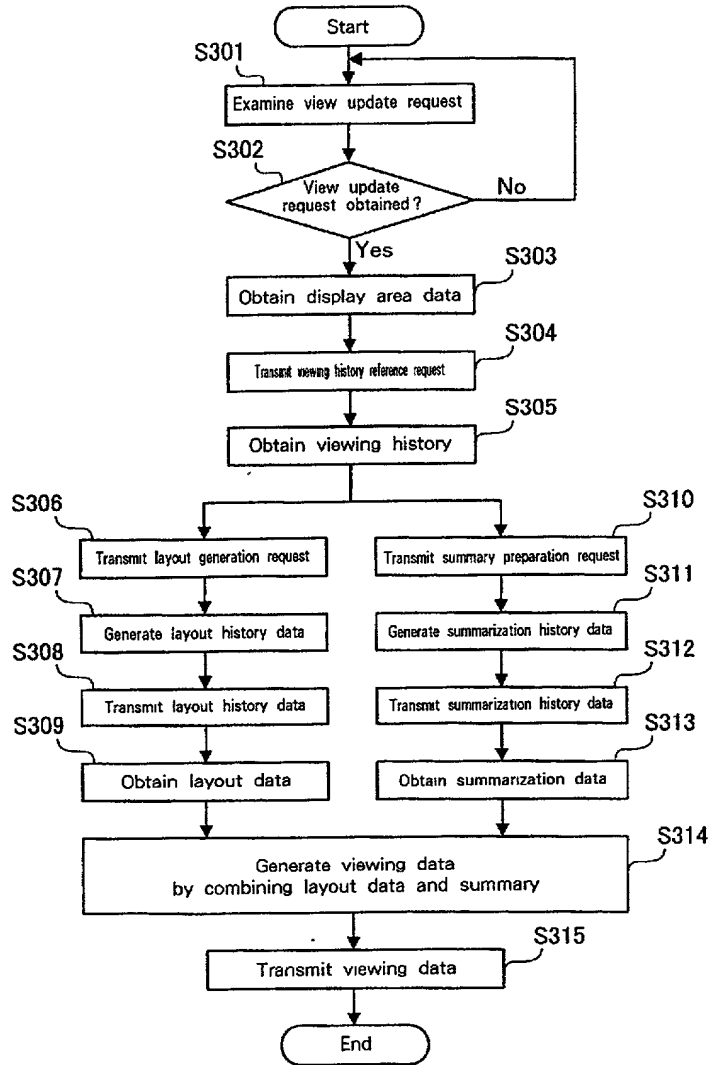 Start
S301
Examine view update request
S302
View update
request obtained?
No
Yes
S303
Obtain display area data
S304
Transmit viewing history reference request
S305
Obtain viewing history
S306
Transmit layout generation request
S310
Transmit summary preparation request
S307
Generate layout history data
S311
Generate summarization history data
S308
Transmit layout history data
S312
Transmit summarization history data
S309
Obtain layout data
S313
Obtain summarization data
S314
Generate viewing data
by combining layout data and summary
S315
Transmit viewing data
End